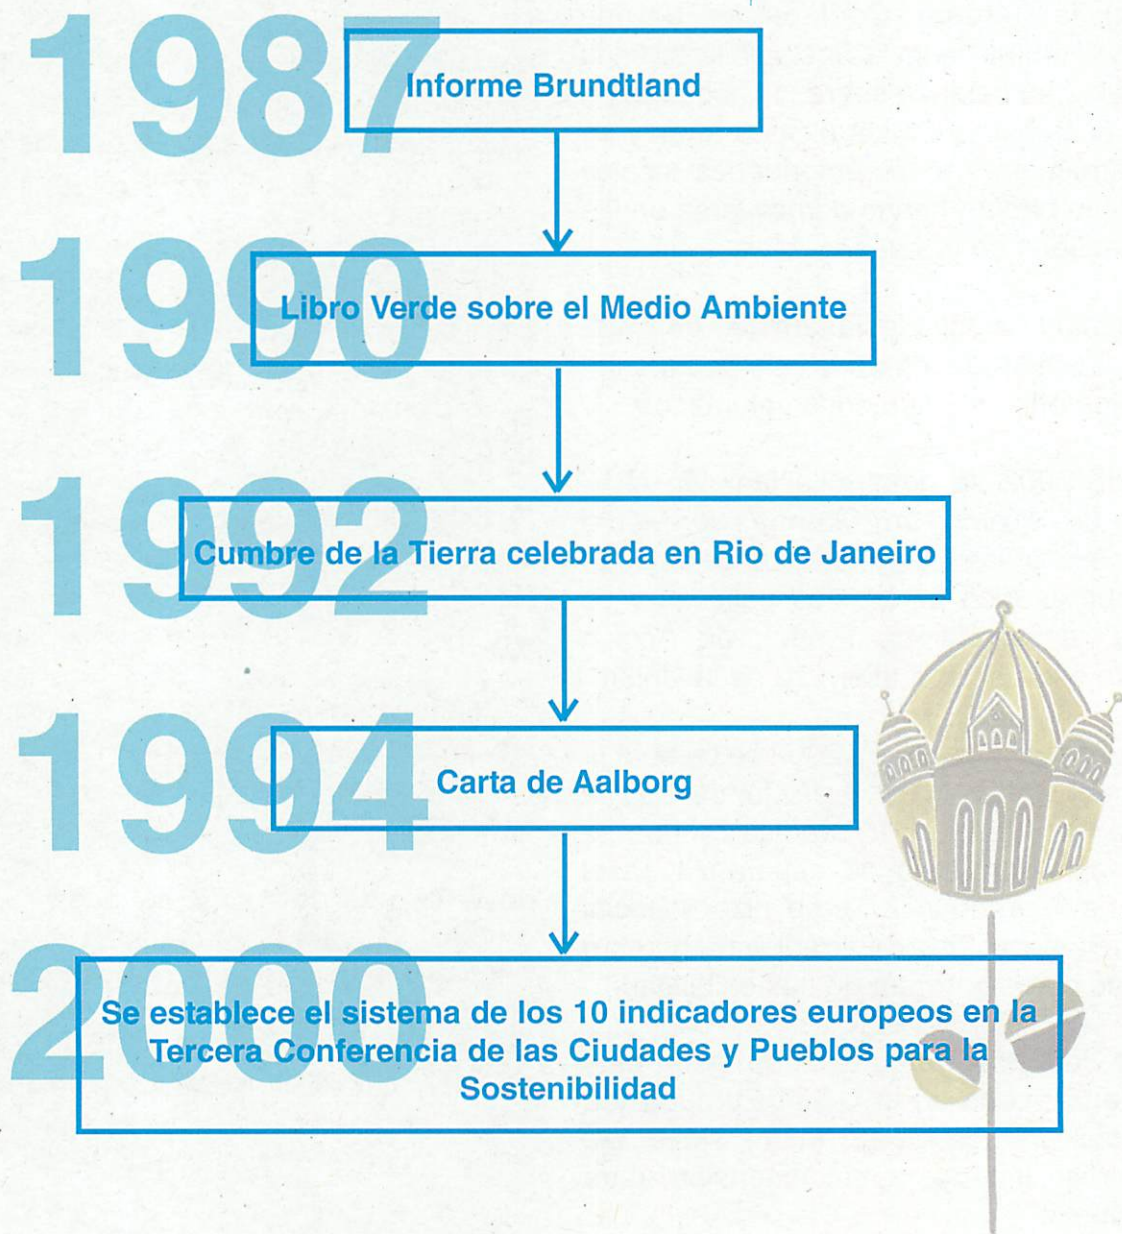 1987
Informe Brundtland
1990
Libro Verde sobre el Medio Ambiente
1992
Cumbre de la Tierra celebrada en Rio de Janeiro
1994
Carta de Aalborg
2000
Se establece el sistema de los 10 indicadores europeos en la
Tercera Conferencia de las Ciudades y Pueblos para la
Sostenibilidad